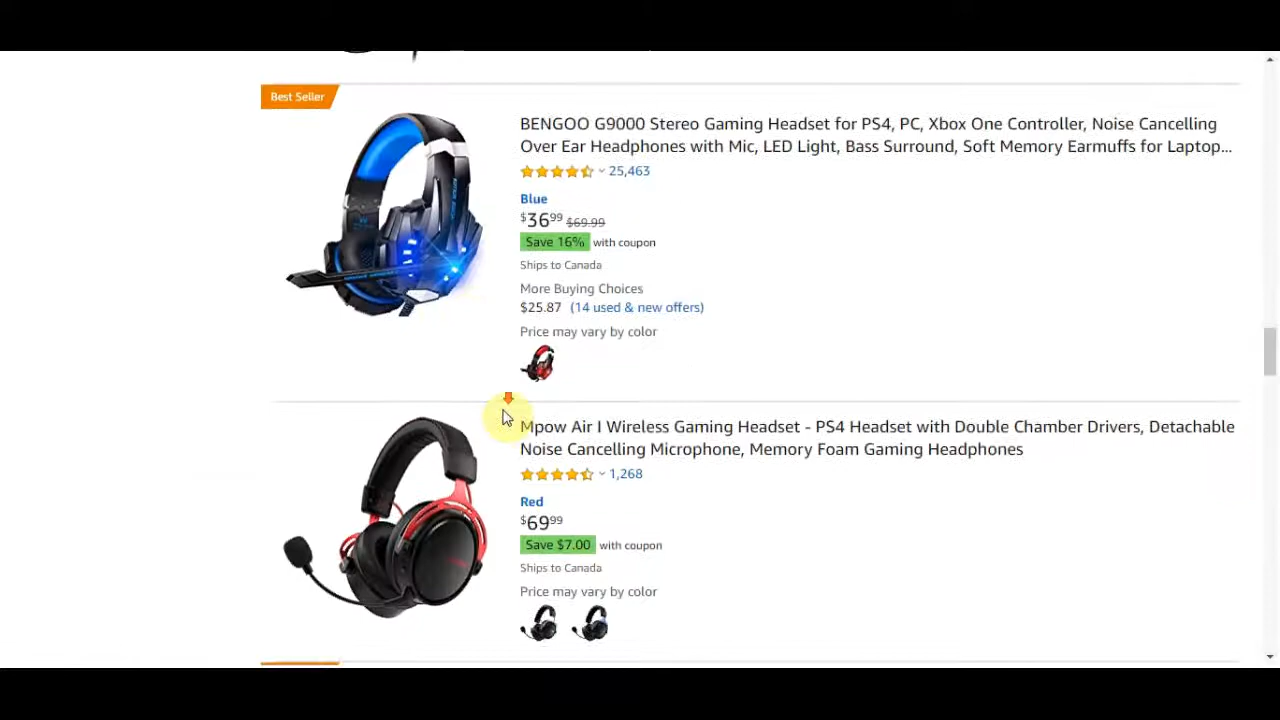 Best Seller
BENGOO G9000 Stereo Gaming Headset for PS4, PC, Xbox One Controller, Noise Cancelling
Over Ear Headphones with Mic, LED Light, Bass Surround, Soft Memory Earmuffs for Laptop...
25,463
Blue
$36.99 $69.99
Save 16% with coupon
Ships to Canada
More Buying Choices
$25.87 (14 used & new offers)
Price may vary by color
Mpow Air I Wireless Gaming Headset - PS4 Headset with Double Chamber Drivers, Detachable
Noise Cancelling Microphone, Memory Foam Gaming Headphones
1,268
Red
$69.99
Save $7.00 with coupon
Ships to Canada
Price may vary by color